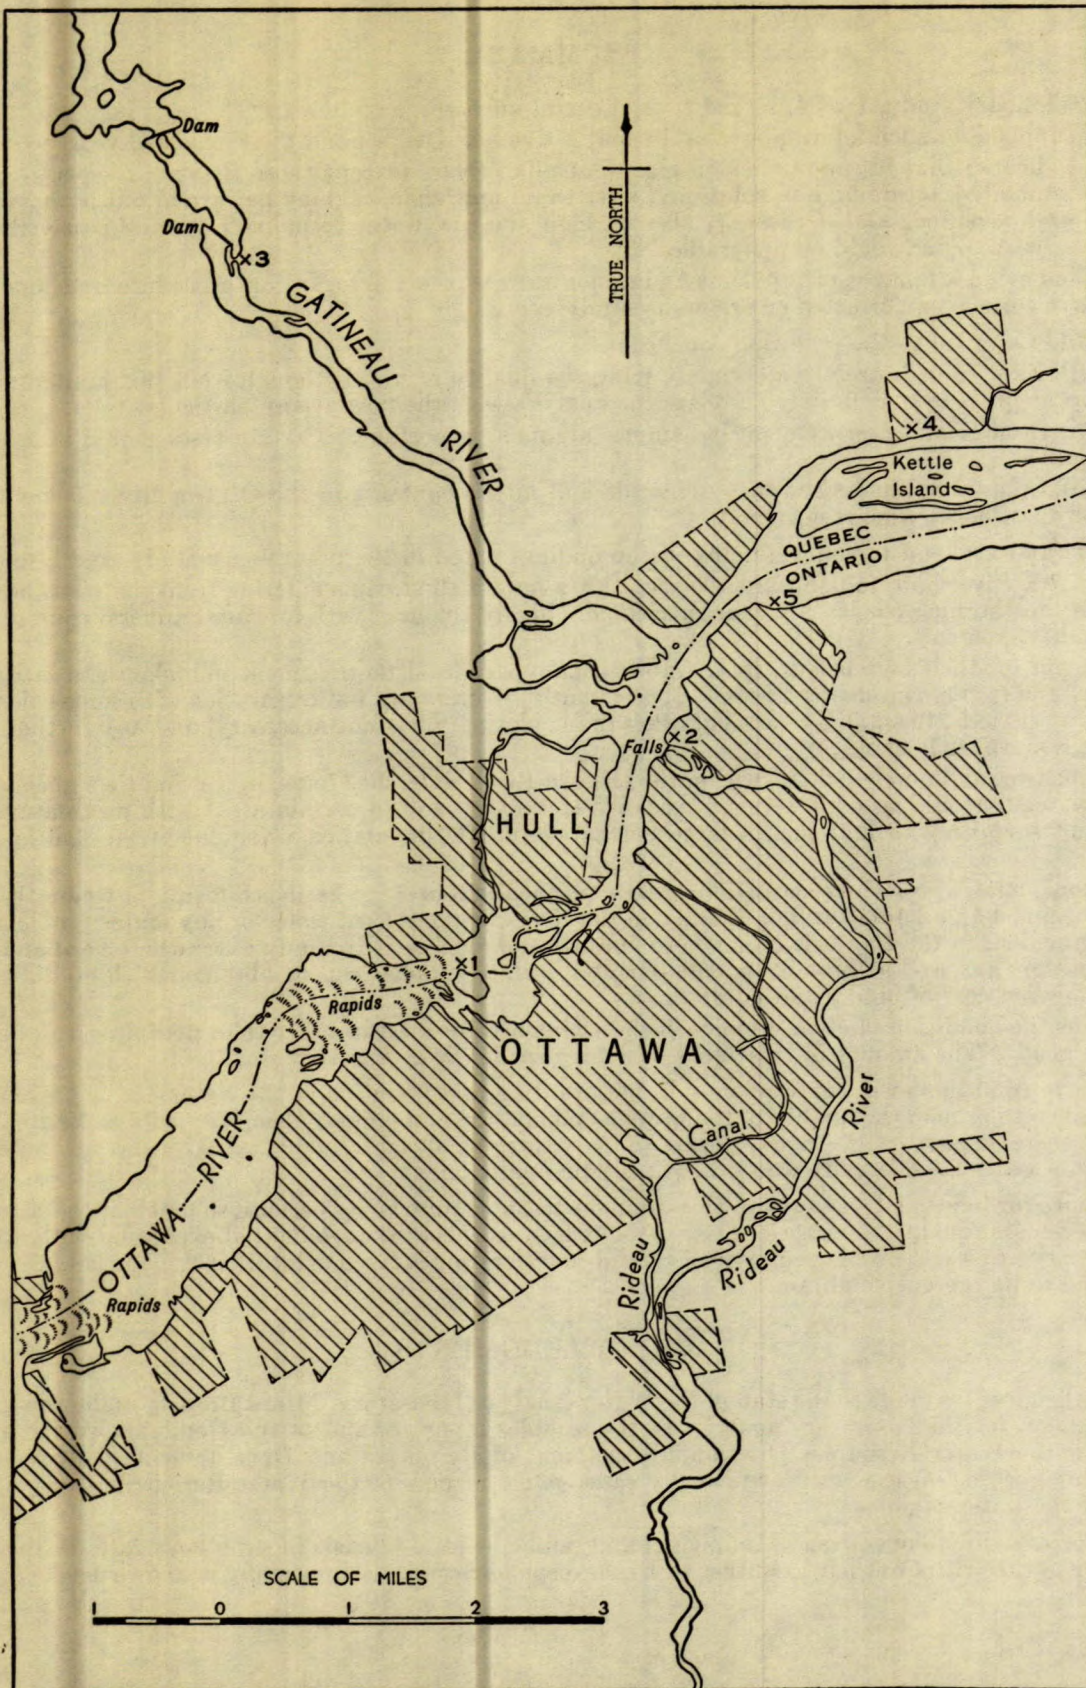 Dam
Dam
×3
TRUE NORTH
GATINEAU
RIVER
×4
Kettle
Island
QUEBEC
ONTARIO
×5
×2
Falls
HULL
×1
Rapids
OTTAWA
Canal
River
OTTAWA RIVER
Rideau
Rideau
Rapids
SCALE OF MILES
1 0 1 2 3